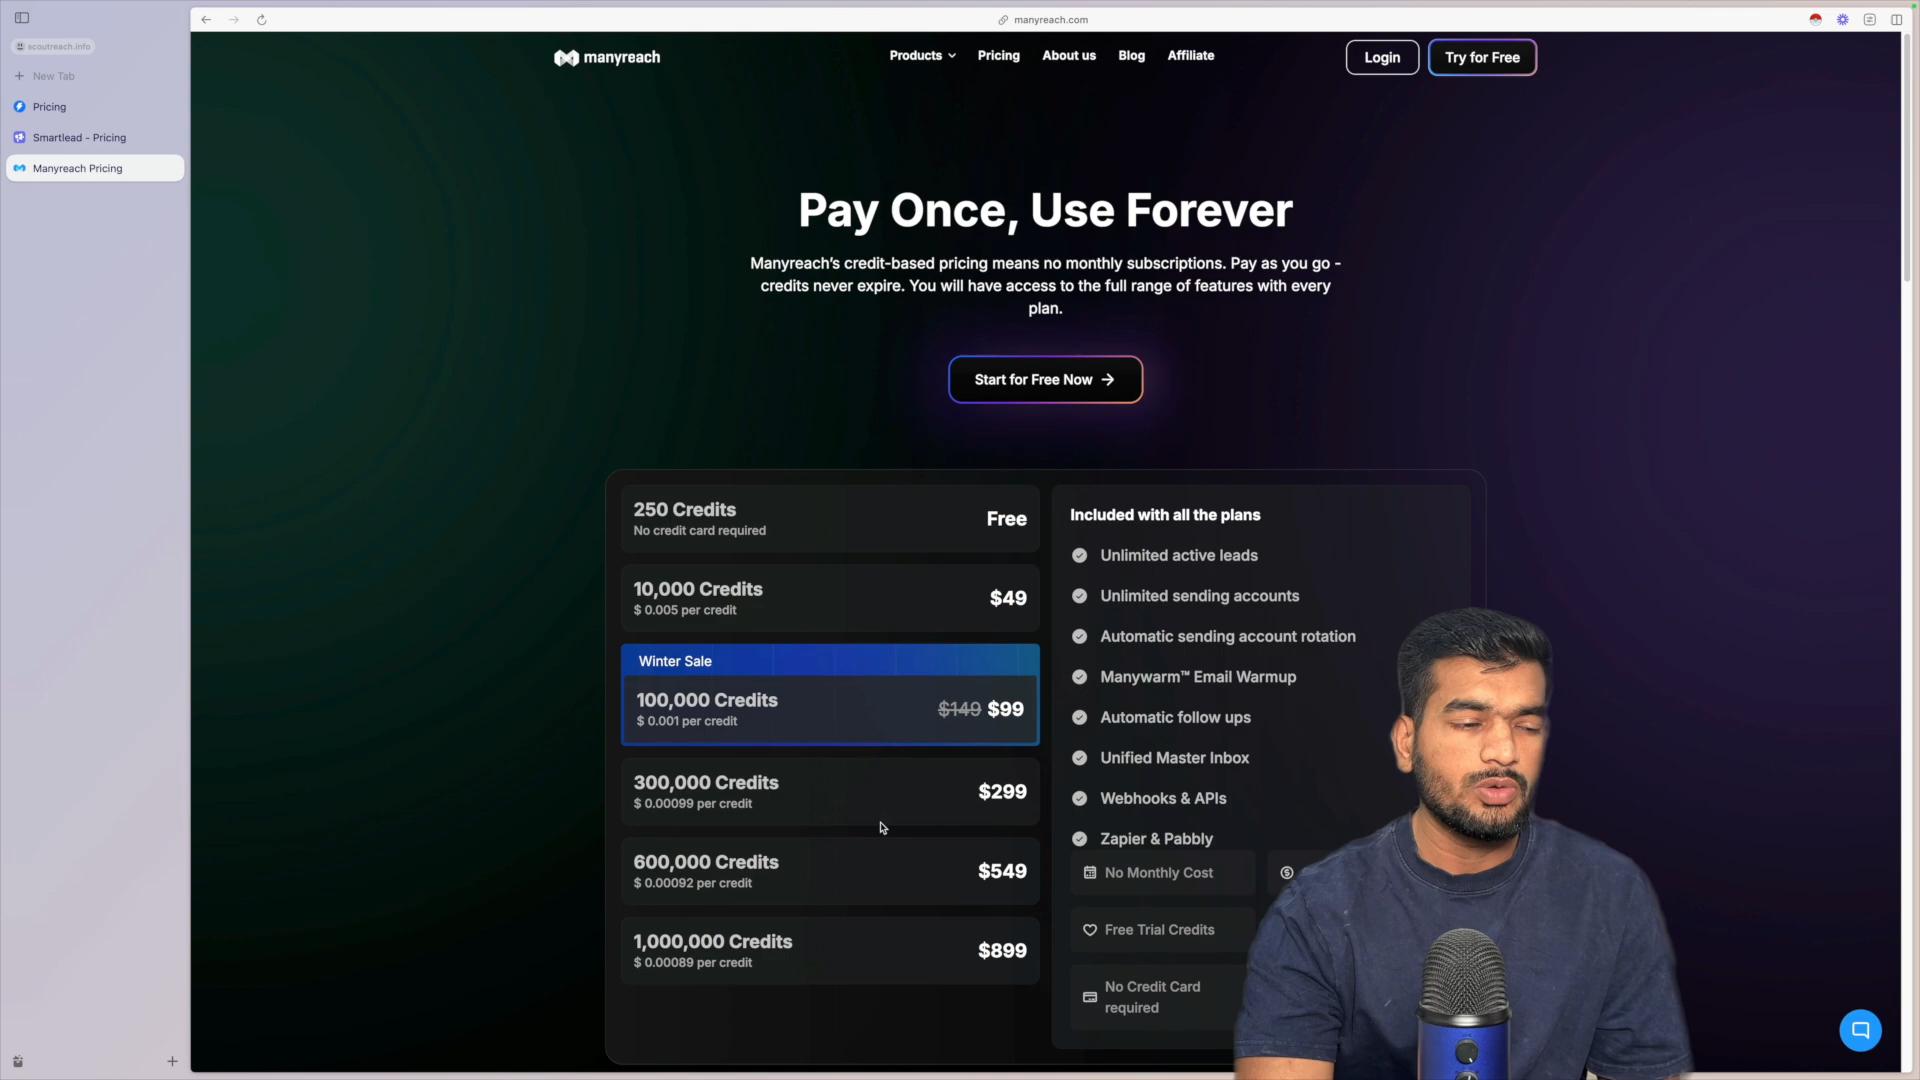 scoutreach.info
New Tab
Pricing
Smartlead - Pricing
Manyreach Pricing
manyreach.com
manyreach
Products
Pricing
About us
Blog
Affiliate
Login
Try for Free
Pay Once, Use Forever
Manyreach's credit-based pricing means no monthly subscriptions. Pay as you go -
credits never expire. You will have access to the full range of features with every
plan.
Start for Free Now →
250 Credits
No credit card required
Free
10,000 Credits
$ 0.005 per credit
$49
Winter Sale
100,000 Credits
$ 0.001 per credit
$149 $99
300,000 Credits
$ 0.00099 per credit
$299
600,000 Credits
$ 0.00092 per credit
$549
1,000,000 Credits
$ 0.00089 per credit
$899
Included with all the plans
Unlimited active leads
Unlimited sending accounts
Automatic sending account rotation
Manywarm™ Email Warmup
Automatic follow ups
Unified Master Inbox
Webhooks & APIs
Zapier & Pabbly
No Monthly Cost
Free Trial Credits
No Credit Card
required